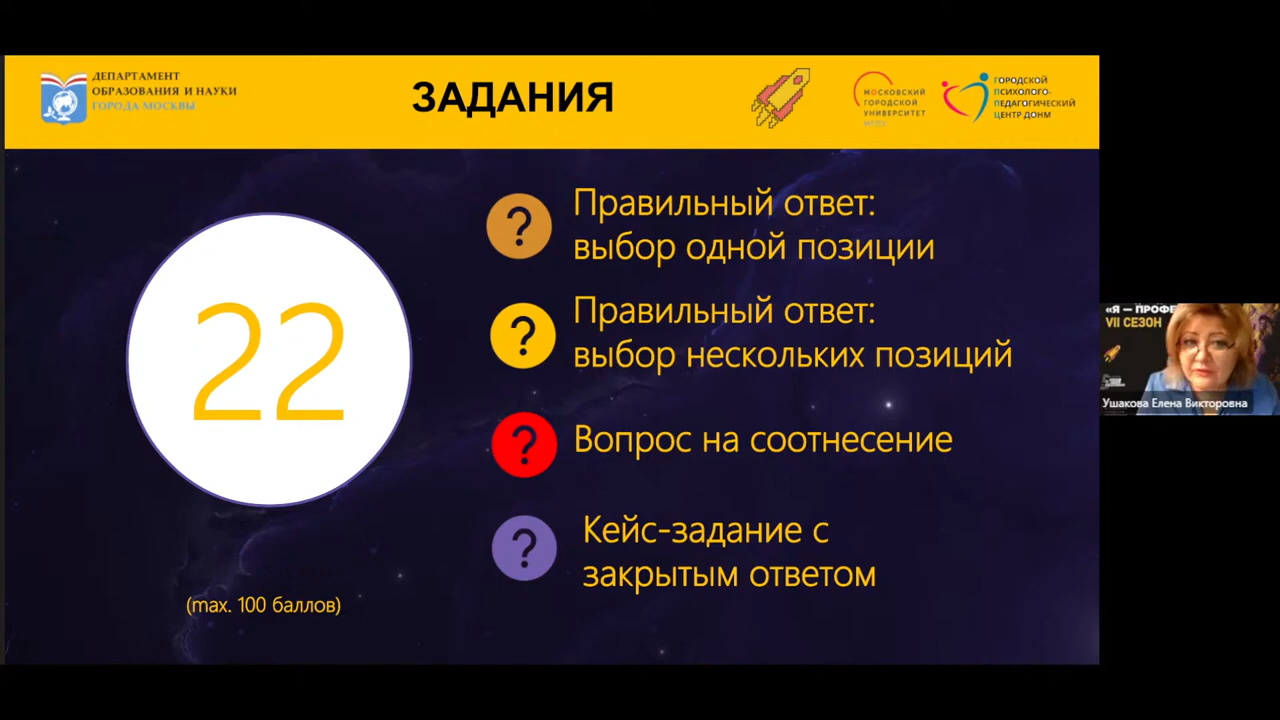 ДЕПАРТАМЕНТ
ОБРАЗОВАНИЯ И НАУКИ
ГОРОДА МОСКВЫ
ЗАДАНИЯ
МОСКОВСКИЙ
ГОРОДСКОЙ
УНИВЕРСИТЕТ
МГПУ
ГОРОДСКОЙ
ПСИХОЛОГО-
ПЕДАГОГИЧЕСКИЙ
ЦЕНТР ДОНМ
22
(max. 100 баллов)
? Правильный ответ:
выбор одной позиции
? Правильный ответ:
выбор нескольких позиций
? Вопрос на соотнесение
? Кейс-задание с
закрытым ответом
«Я — ПРОФЕ
VII СЕЗОН
Ушакова Елена Викторовна